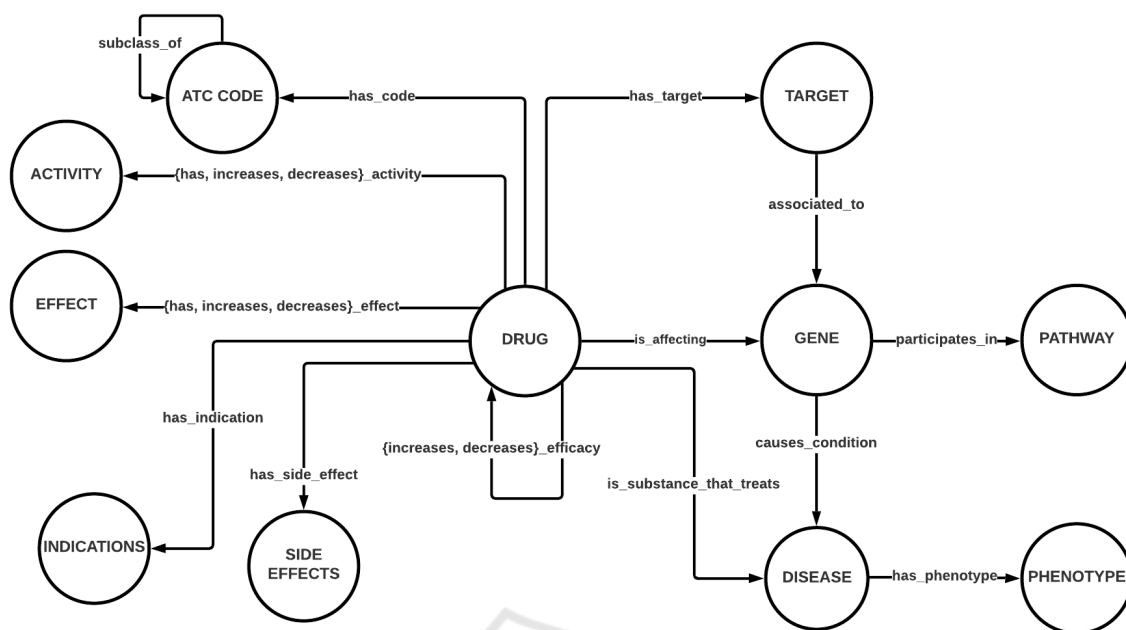 subclass_of
ATC CODE
has_code
has_target
TARGET
ACTIVITY
{has, increases, decreases}_activity
associated_to
EFFECT
{has, increases, decreases}_effect
DRUG
is_affecting
GENE
participates_in
PATHWAY
has_indication
{increases, decreases}_efficacy
causes_condition
has_side_effect
is_substance_that_treats
INDICATIONS
SIDE
EFFECTS
DISEASE
has_phenotype
PHENOTYPE